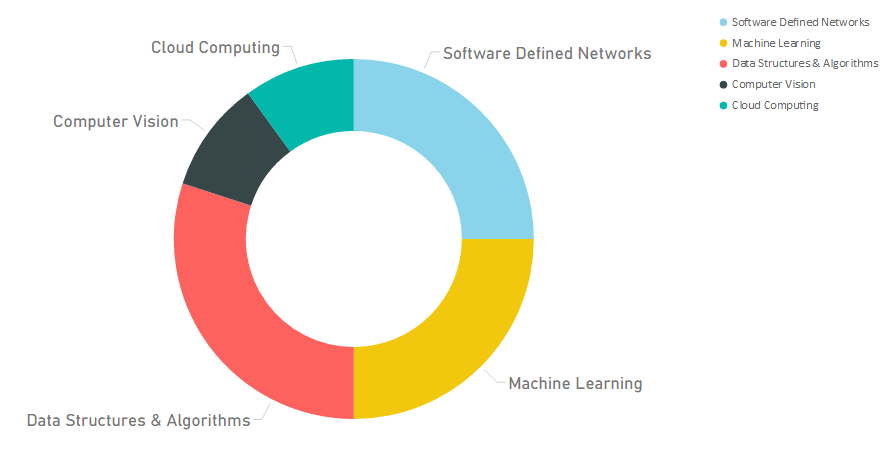 Cloud Computing
Software Defined Networks
Computer Vision
Machine Learning
Data Structures & Algorithms
Software Defined Networks
Machine Learning
Data Structures & Algorithms
Computer Vision
Cloud Computing